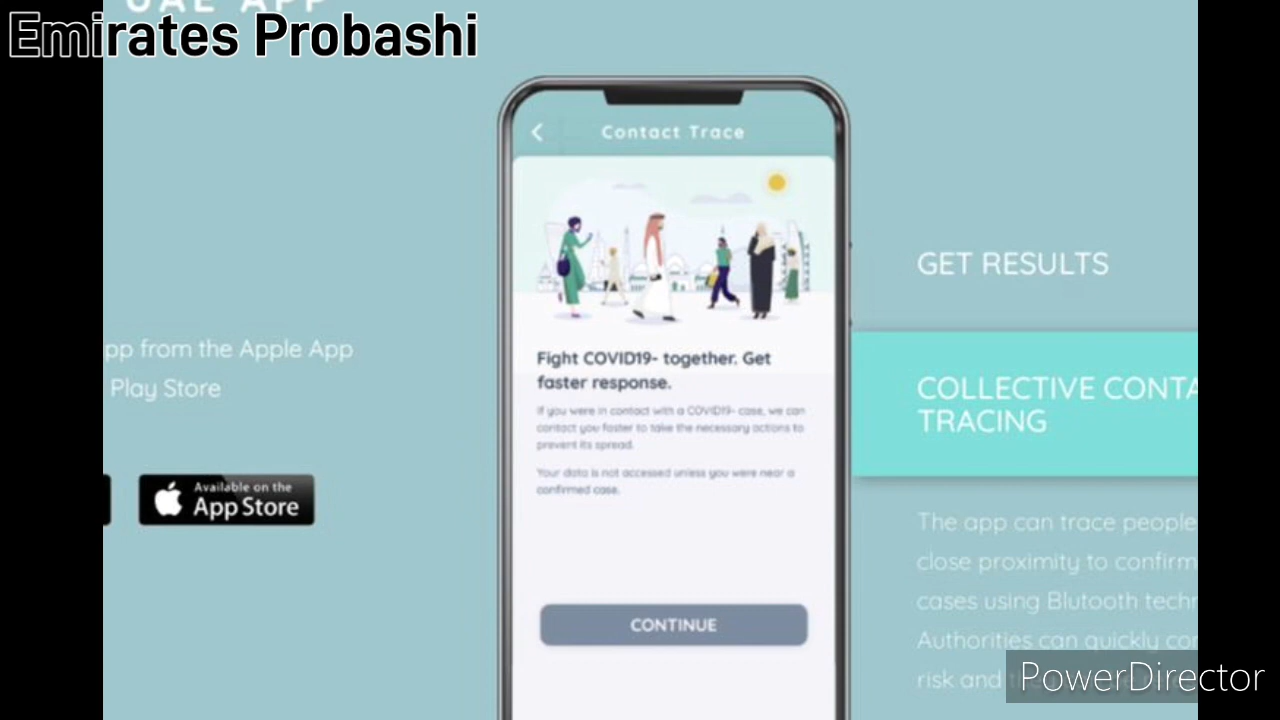 UAE APP
Emirates Probashi
Contact Trace
GET RESULTS
pp from the Apple App
Play Store
Available on the
App Store
Fight COVID19- together. Get
faster response.
If you were in contact with a COVID19- case, we can
contact you faster to take the necessary actions to
prevent its spread.
Your data is not accessed unless you were near a
confirmed case.
CONTINUE
COLLECTIVE CONTA
TRACING
The app can trace people
close proximity to confirm
cases using Blutooth techn
Authorities can quickly con
risk and
PowerDirector